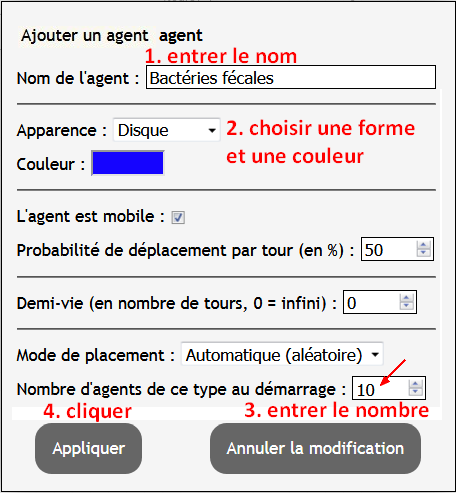 Ajouter un agent agent
1. entrer le nom
Nom de l'agent : Bactéries fécales
Apparence : Disque
2. choisir une forme
et une couleur
Couleur :
L'agent est mobile :
Probabilité de déplacement par tour (en %) : 50
Demi-vie (en nombre de tours, 0 = infini) : 0
Mode de placement : Automatique (aléatoire)
Nombre d'agents de ce type au démarrage : 10
4. cliquer
3. entrer le nombre
Appliquer
Annuler la modification